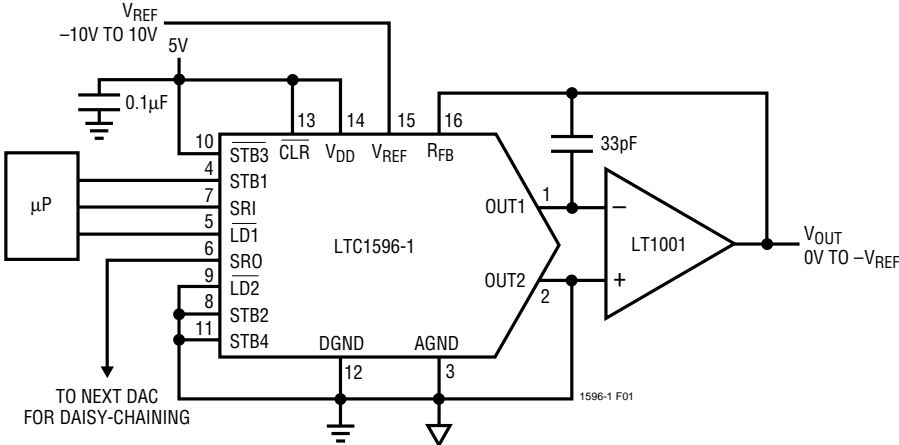 VREF
–10V TO 10V
5V
0.1µF
13
14
15
16
10
STB3
CLR
VDD
VREF
RFB
33pF
4
STB1
µP
7
SRI
1
OUT1
–
5
LD1
LTC1596-1
LT1001
VOUT
0V TO –VREF
6
SRO
9
LD2
OUT2
2
+
8
STB2
11
STB4
DGND
AGND
12
3
TO NEXT DAC
FOR DAISY-CHAINING
1596-1 F01